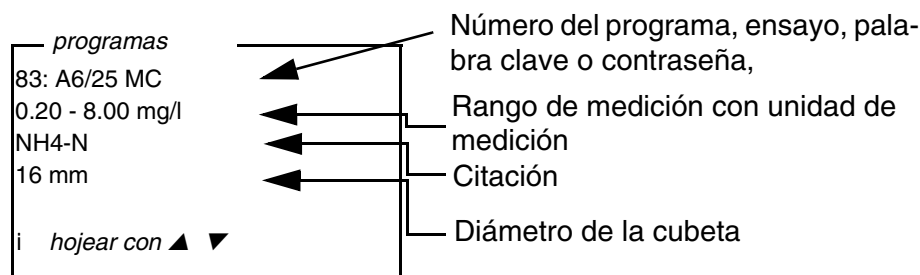 programas
83: A6/25 MC
0.20 - 8.00 mg/l
NH4-N
16 mm
i hojear con ▲ ▼
Número del programa, ensayo, pala-
bra clave o contraseña,
Rango de medición con unidad de
medición
Citación
Diámetro de la cubeta